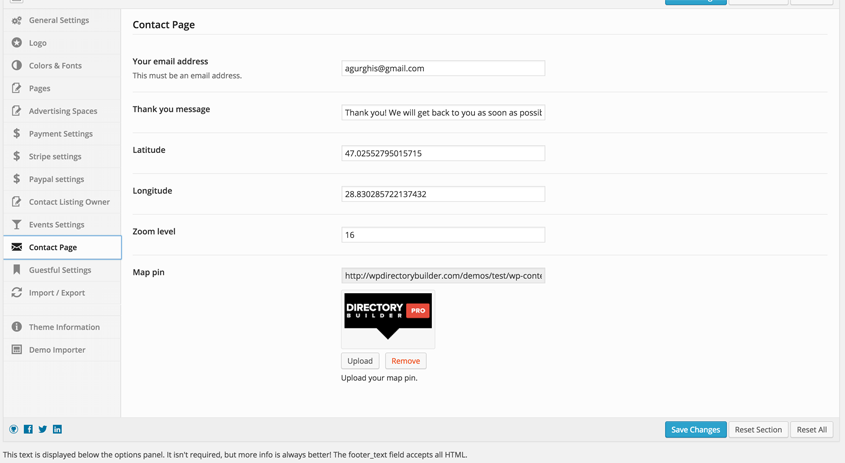 General Settings
Logo
Colors & Fonts
Pages
Advertising Spaces
Payment Settings
Stripe settings
Paypal settings
Contact Listing Owner
Events Settings
Contact Page
Guestful Settings
Import / Export
Theme Information
Demo Importer
Contact Page
Your email address
This must be an email address.
agurghis@gmail.com
Thank you message
Thank you! We will get back to you as soon as possib
Latitude
47.02552795015715
Longitude
28.830285722137432
Zoom level
16
Map pin
http://wpdirectorybuilder.com/demos/test/wp-conte
DIRECTORY
BUILDER
PRO
Upload
Remove
Upload your map pin.
Save Changes
Reset Section
Reset All
This text is displayed below the options panel. It isn't required, but more info is always better! The footer_text field accepts all HTML.